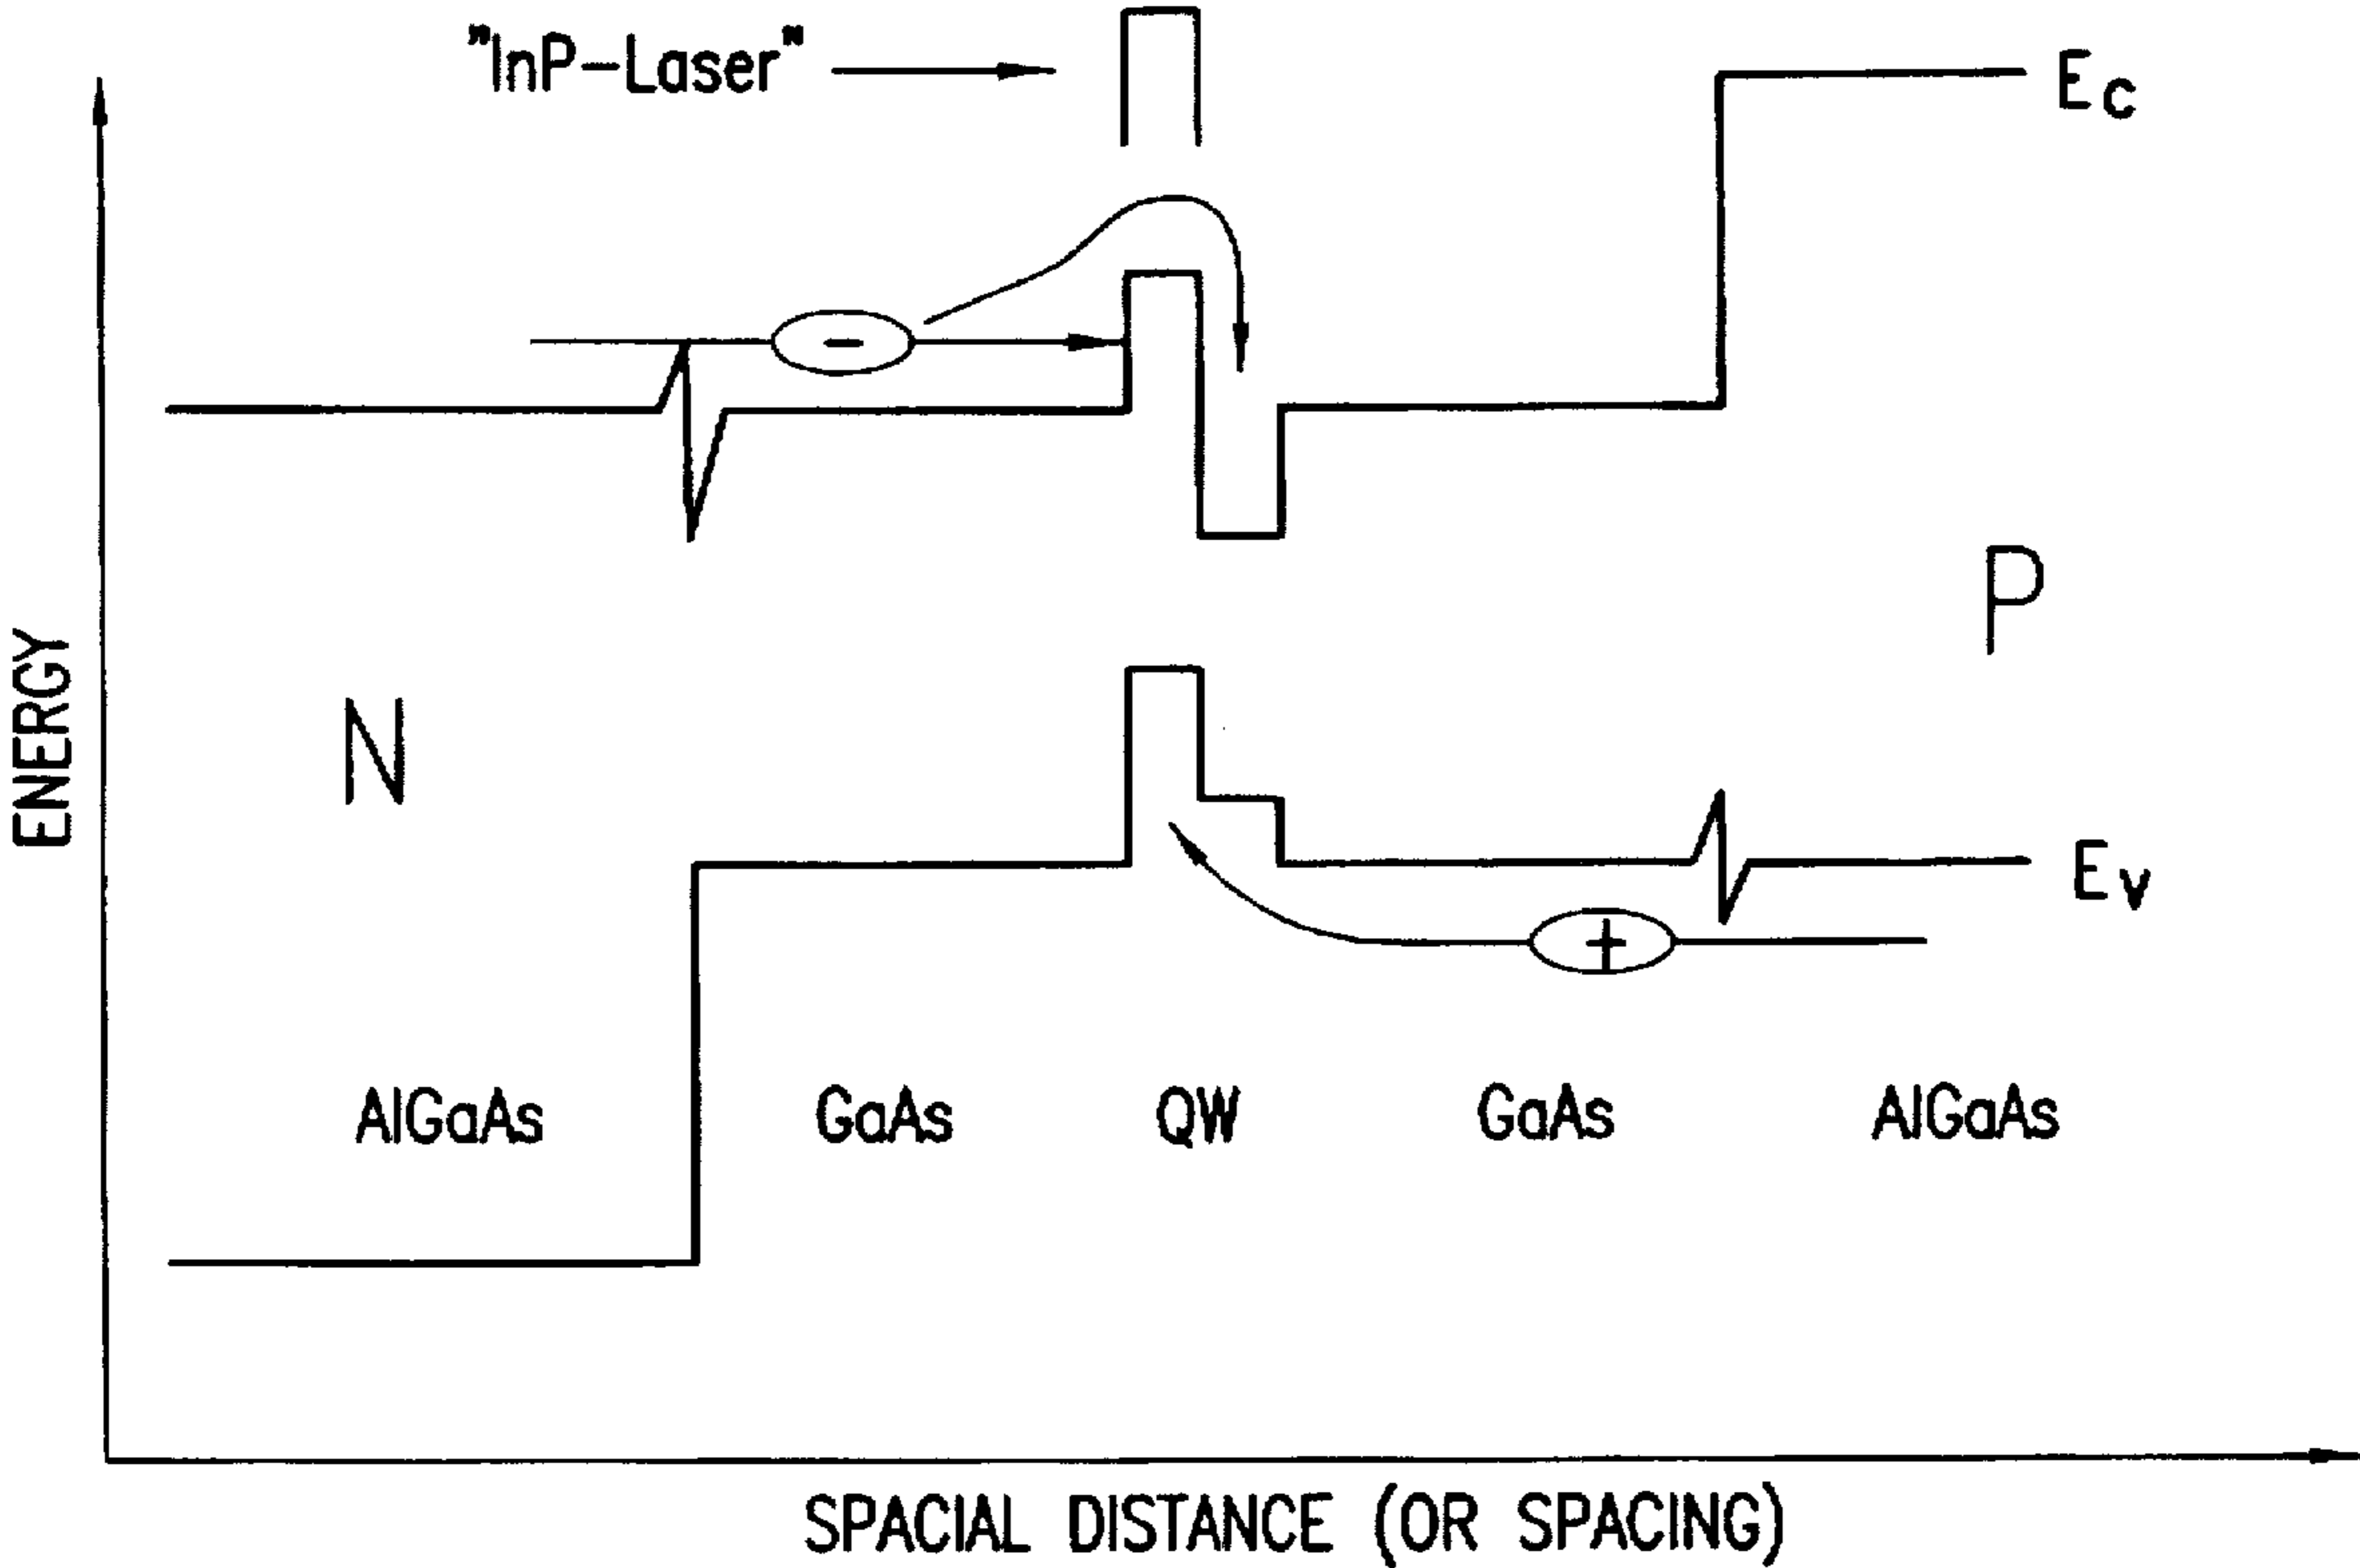 "InP-Laser"
Ec
-
P
ENERGY
N
Ev
+
AlGaAs GaAs QW GaAs AlGaAs
SPACIAL DISTANCE (OR SPACING)